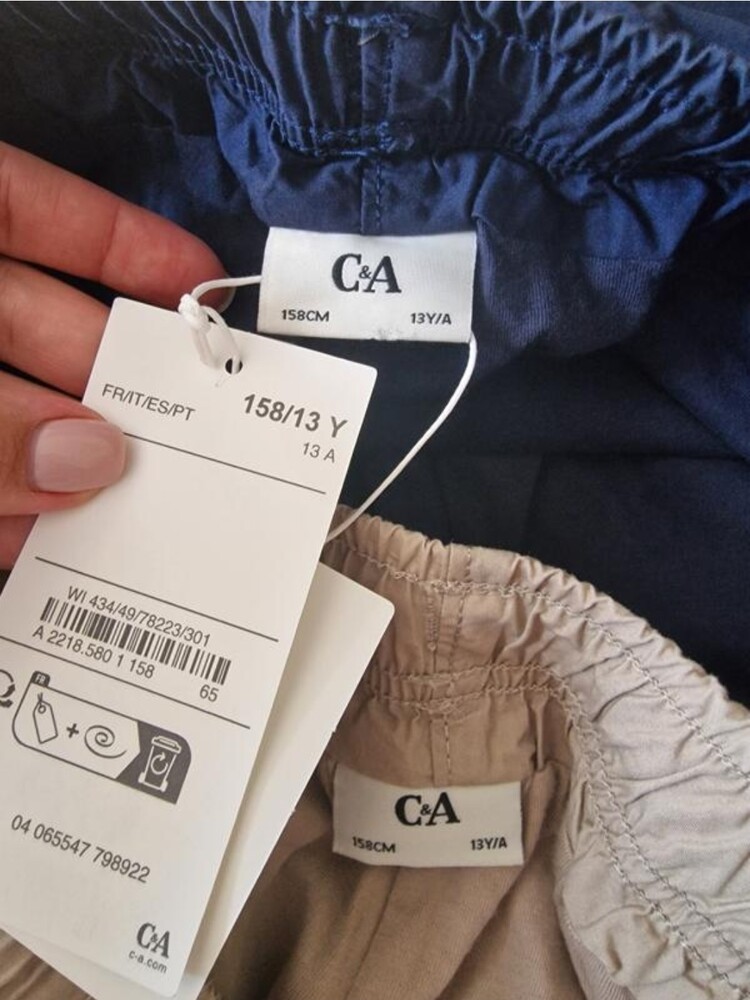 C&A
158CM 13Y/A
FR/IT/ES/PT 158/13 Y
13 A
WI 434/49/78223/301
A 2218.580 1 158 65
FR
+
04 065547 798922
C&A
c-a.com
C&A
158CM 13Y/A